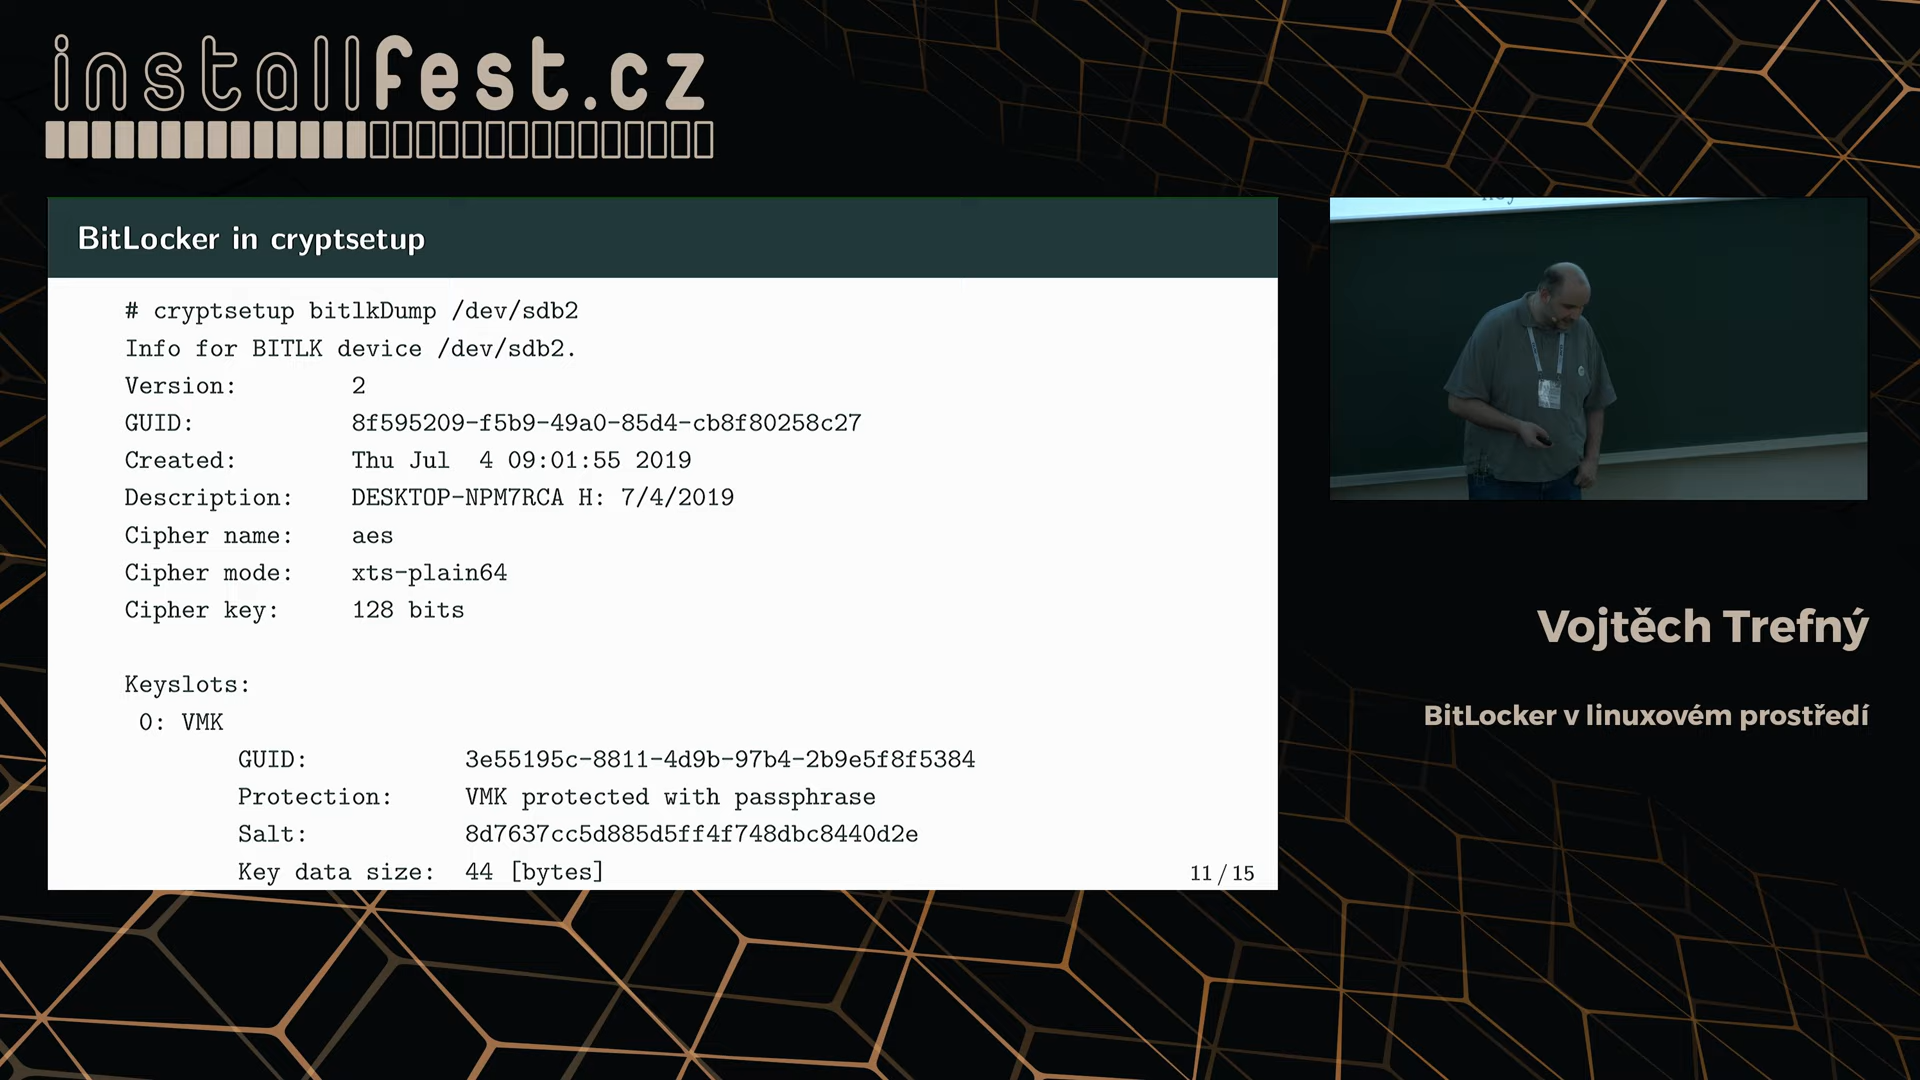 installfest.cz
BitLocker in cryptsetup
# cryptsetup bitlkDump /dev/sdb2
Info for BITLK device /dev/sdb2.
Version: 2
GUID: 8f595209-f5b9-49a0-85d4-cb8f80258c27
Created: Thu Jul  4 09:01:55 2019
Description: DESKTOP-NPM7RCA H: 7/4/2019
Cipher name: aes
Cipher mode: xts-plain64
Cipher key: 128 bits
Keyslots:
0: VMK
GUID: 3e55195c-8811-4d9b-97b4-2b9e5f8f5384
Protection: VMK protected with passphrase
Salt: 8d7637cc5d885d5ff4f748dbc8440d2e
Key data size: 44 [bytes]
11 / 15
Vojtěch Trefný
BitLocker v linuxovém prostředí